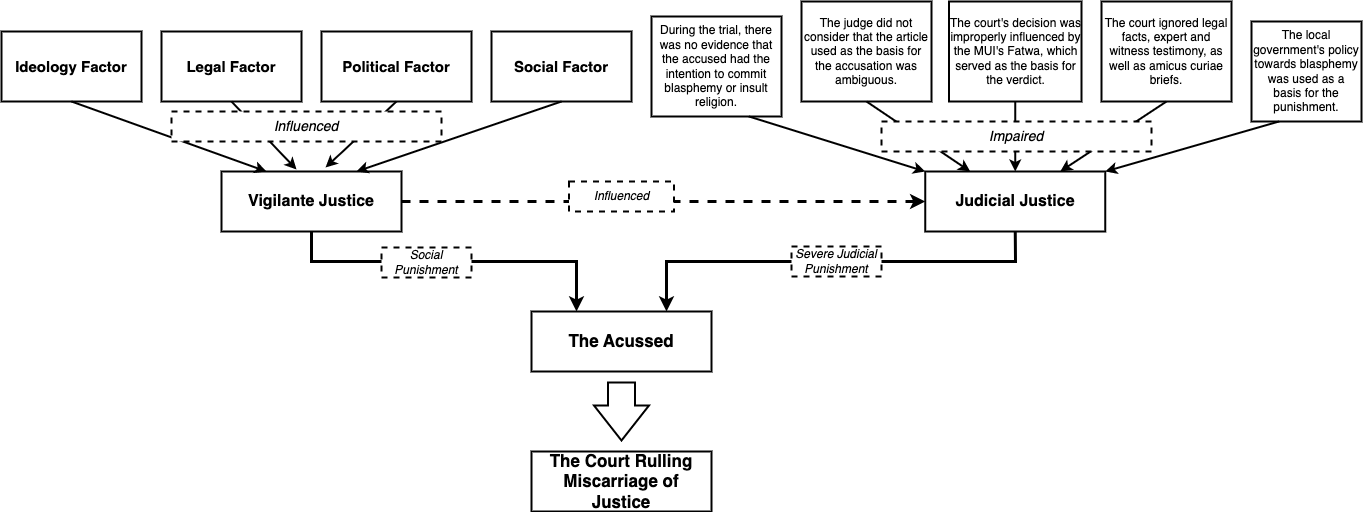 Ideology Factor
Legal Factor
Political Factor
Social Factor
During the trial, there
was no evidence that
the accused had the
intention to commit
blasphemy or insult
religion.
The judge did not
consider that the article
used as the basis for
the accusation was
ambiguous.
The court's decision was
improperly influenced by
the MUI's Fatwa, which
served as the basis for
the verdict.
The court ignored legal
facts, expert and
witness testimony, as
well as amicus curiae
briefs.
The local
government's policy
towards blasphemy
was used as a
basis for the
punishment.
Influenced
Impaired
Vigilante Justice
Influenced
Judicial Justice
Social
Punishment
Severe Judicial
Punishment
The Acussed
The Court Rulling
Miscarriage of
Justice